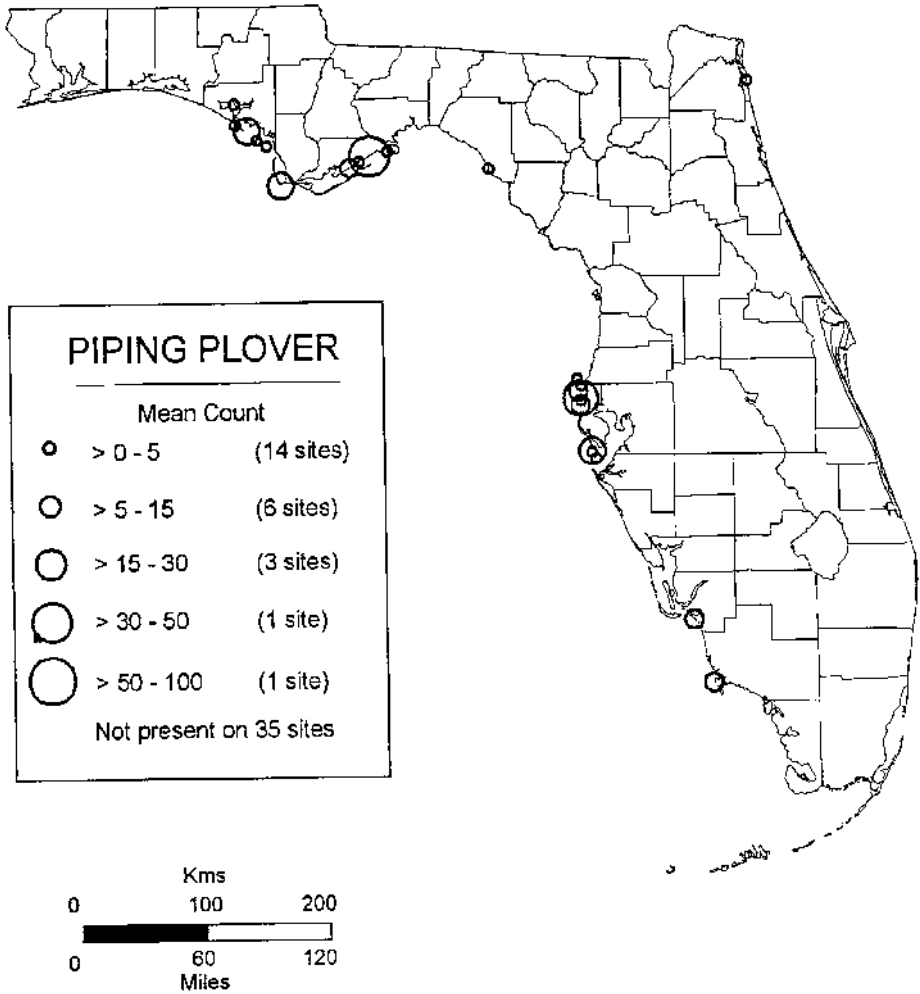 PIPING PLOVER
Mean Count
> 0 - 5 (14 sites)
> 5 - 15 (6 sites)
> 15 - 30 (3 sites)
> 30 - 50 (1 site)
> 50 - 100 (1 site)
Not present on 35 sites
Kms
0 100 200
0 60 120
Miles